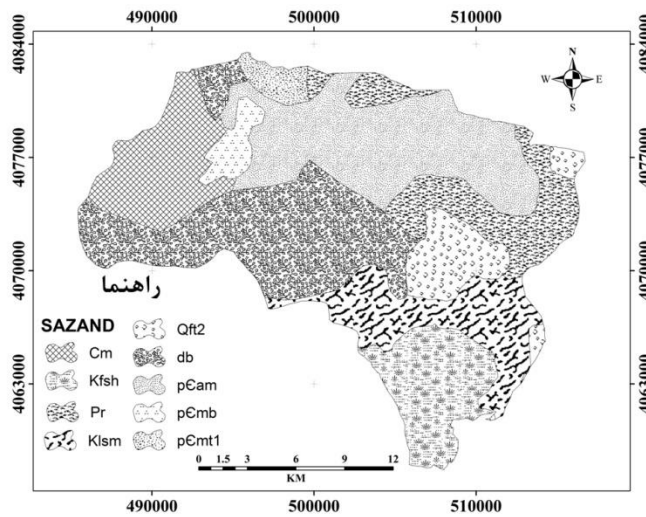 490000 500000 510000
4084000 4084000
N
W E
S
4077000 4077000
4070000 4070000
راهنما
SAZAND
Qft2
Cm
db
Kfsh
pЄam
4063000 4063000
Pr
pЄmb
Klsm
pЄmt1
0 1.5 3 6 9 12
KM
490000 500000 510000